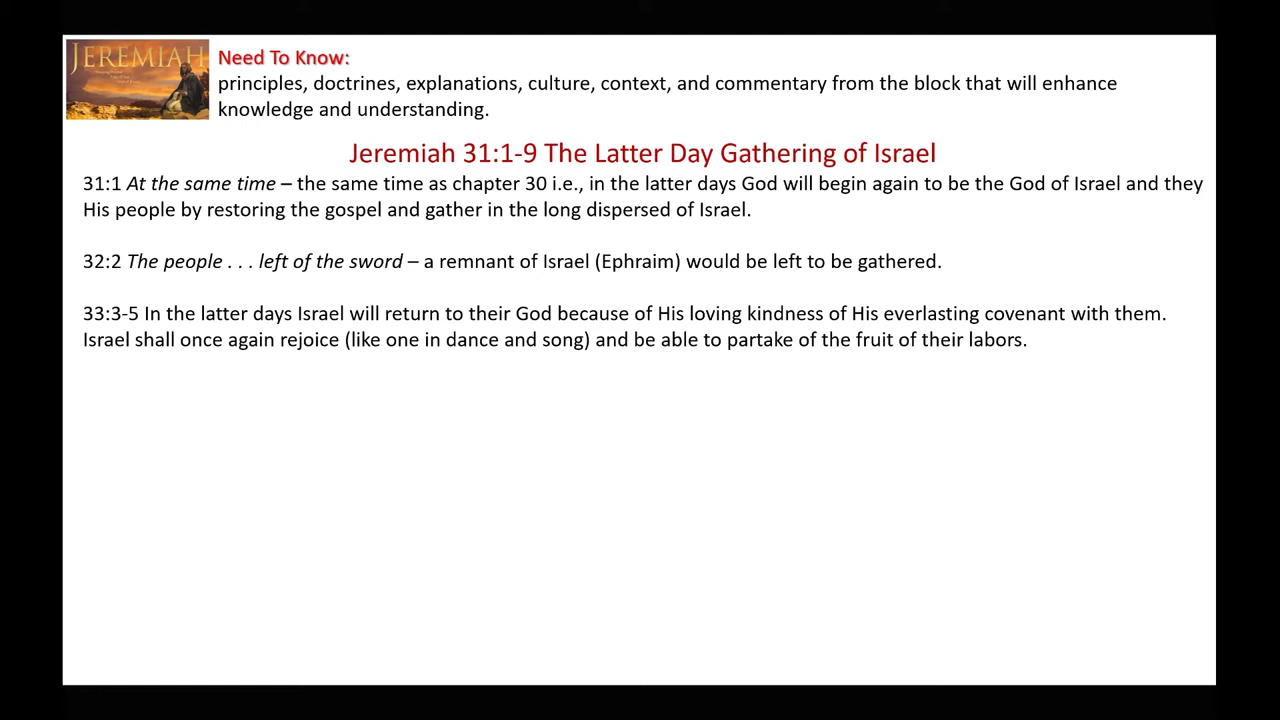 JEREMIAH
Need To Know:
principles, doctrines, explanations, culture, context, and commentary from the block that will enhance
knowledge and understanding.
Jeremiah 31:1-9 The Latter Day Gathering of Israel
31:1 At the same time – the same time as chapter 30 i.e., in the latter days God will begin again to be the God of Israel and they
His people by restoring the gospel and gather in the long dispersed of Israel.
32:2 The people . . . left of the sword – a remnant of Israel (Ephraim) would be left to be gathered.
33:3-5 In the latter days Israel will return to their God because of His loving kindness of His everlasting covenant with them.
Israel shall once again rejoice (like one in dance and song) and be able to partake of the fruit of their labors.